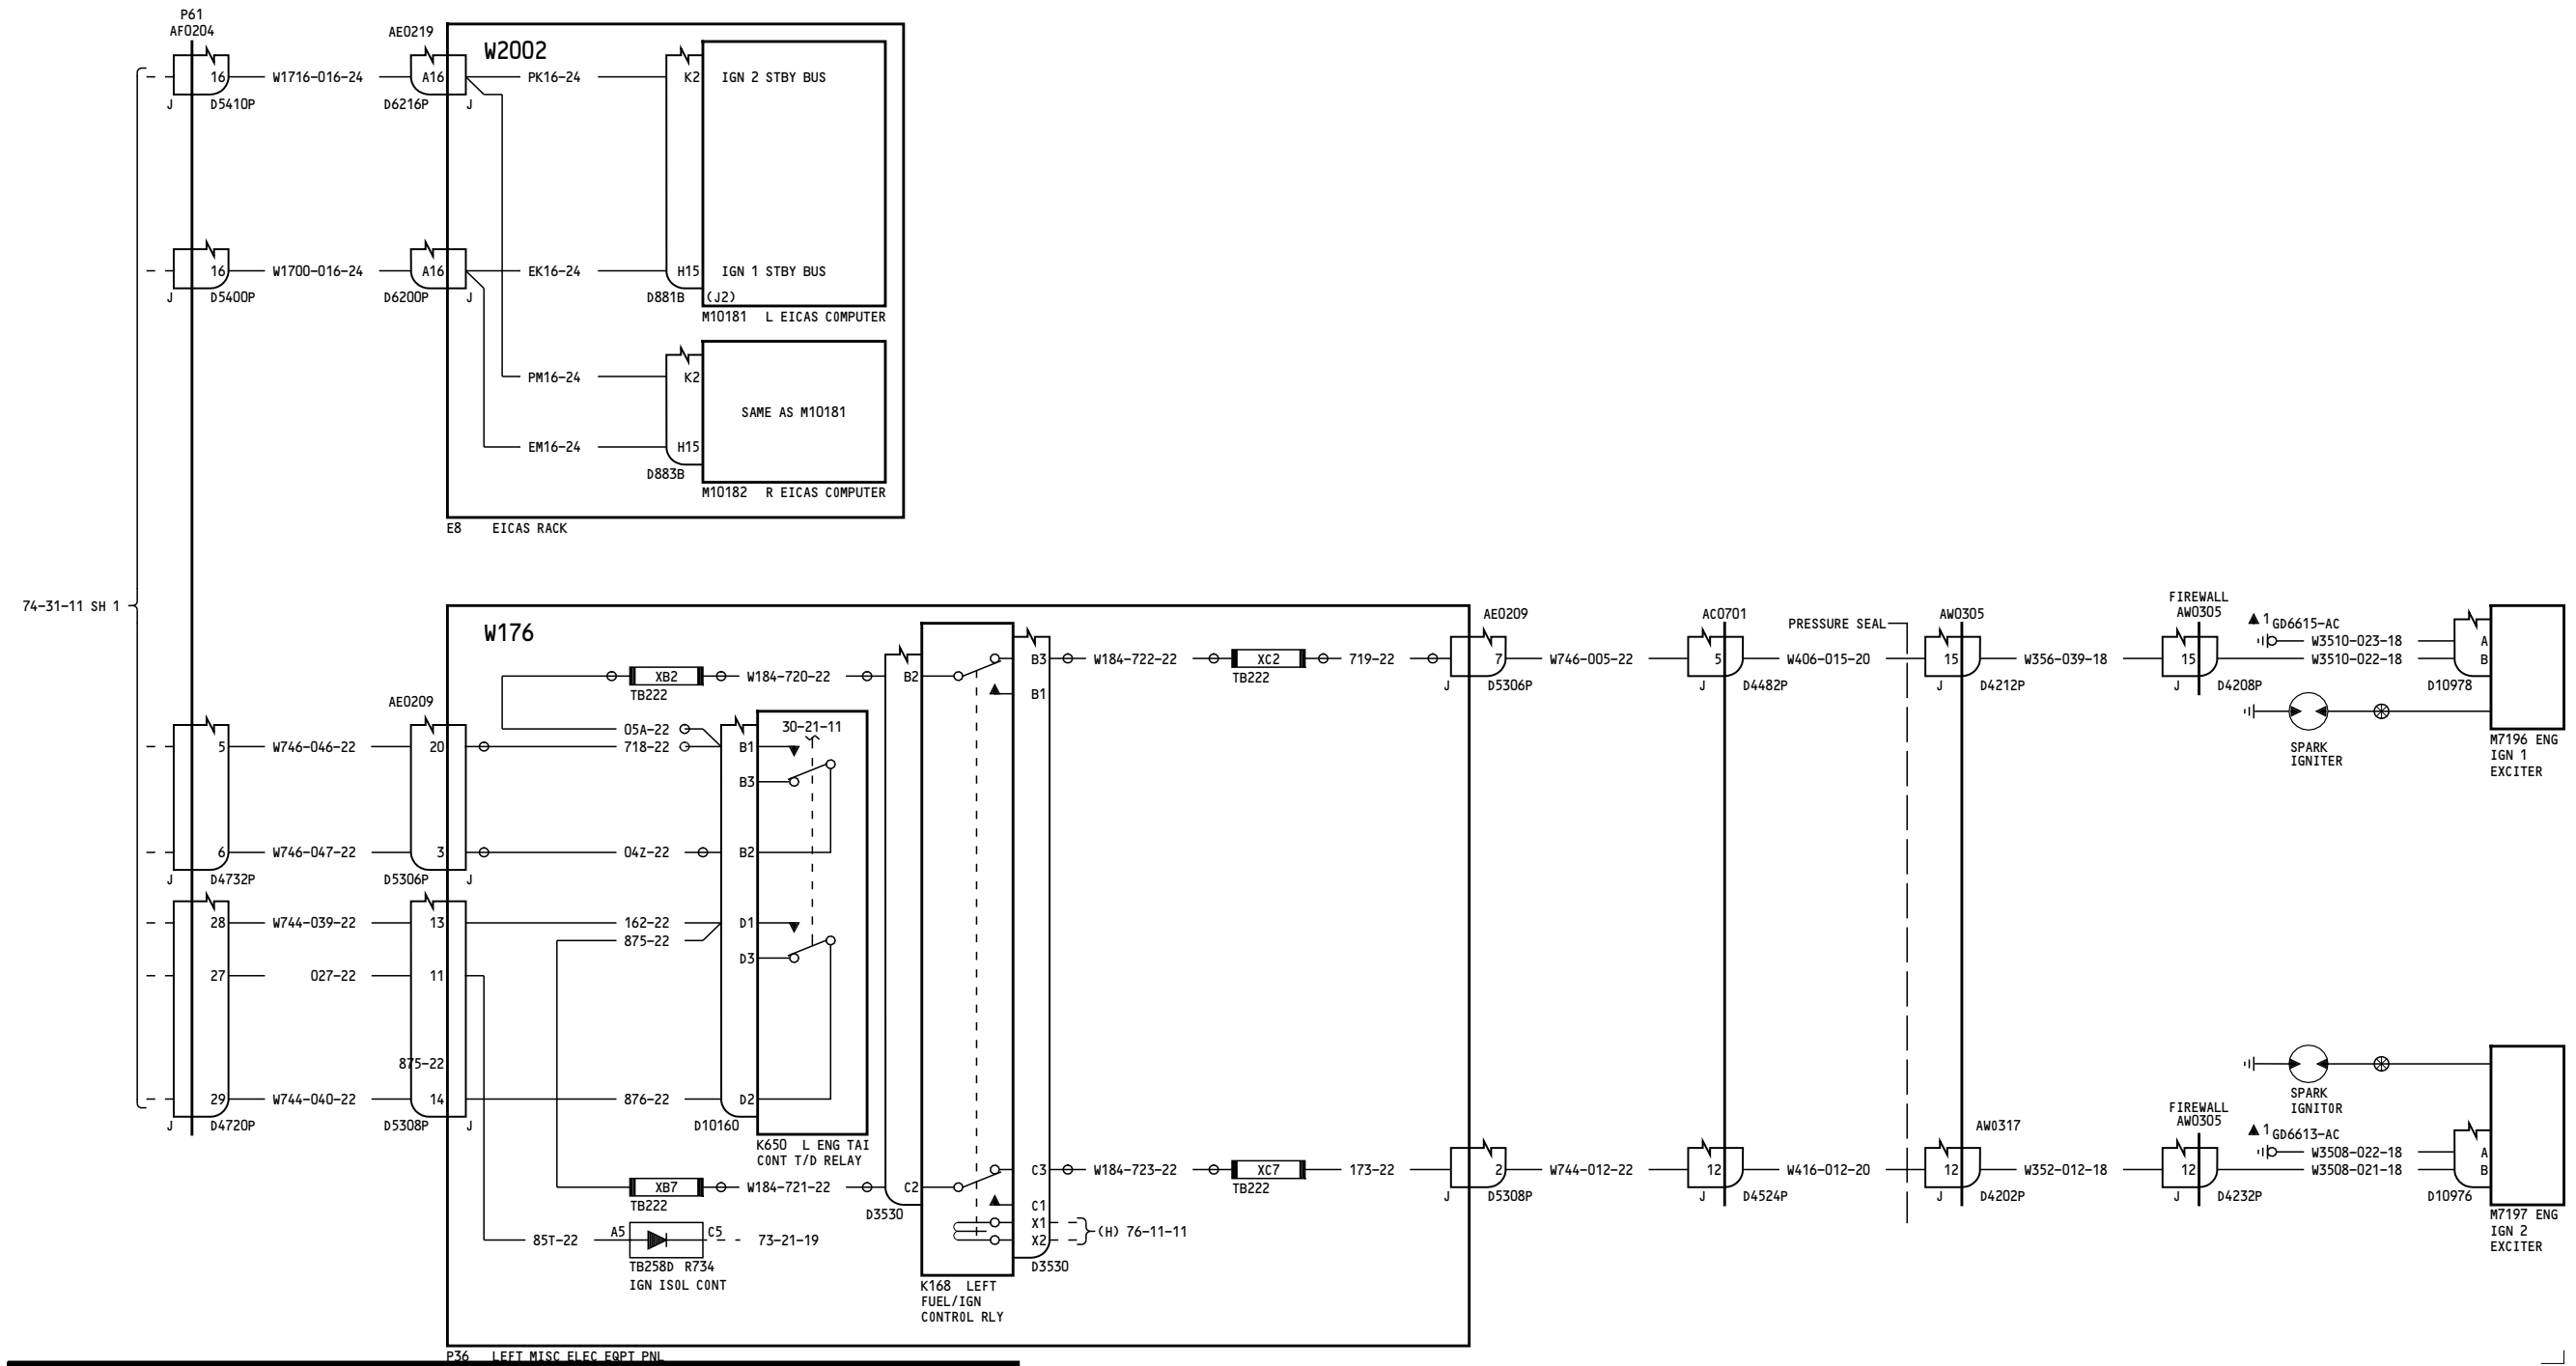 P61
AF0204
AE0219
W2002
16
W1716-016-24
A16
PK16-24
K2
IGN 2 STBY BUS
J
D5410P
D6216P
J
16
W1700-016-24
A16
EK16-24
H15
IGN 1 STBY BUS
J
D5400P
D6200P
J
D881B
(J2)
M10181 L EICAS COMPUTER
PM16-24
K2
SAME AS M10181
EM16-24
H15
D883B
M10182 R EICAS COMPUTER
E8 EICAS RACK
74-31-11 SH 1
W176
AE0209
AC0701
PRESSURE SEAL
AW0305
FIREWALL
AW0305
▲ 1
GD6615-AC
W3510-023-18
A
B3
W184-722-22
XC2
TB222
719-22
7
W746-005-22
5
W406-015-20
15
W356-039-18
15
W3510-022-18
B
J
D5306P
J
D4482P
J
D4212P
J
D4208P
D10978
XB2
TB222
W184-720-22
B2
B1
AE0209
05A-22
30-21-11
5
W746-046-22
20
718-22
B1
B3
SPARK
IGNITER
M7196 ENG
IGN 1
EXCITER
6
W746-047-22
3
04Z-22
B2
J
D4732P
D5306P
J
28
W744-039-22
13
162-22
D1
875-22
D3
27
027-22
11
875-22
29
W744-040-22
14
876-22
D2
J
D4720P
D5308P
J
D10160
K650 L ENG TAI
CONT T/D RELAY
SPARK
IGNITOR
FIREWALL
AW0305
AW0317
▲ 1
GD6613-AC
W3508-022-18
A
C3
W184-723-22
XC7
TB222
173-22
2
W744-012-22
12
W416-012-20
12
W352-012-18
12
W3508-021-18
B
J
D5308P
J
D4524P
J
D4202P
J
D4232P
D10976
XB7
TB222
W184-721-22
C2
D3530
C1
X1
X2
(H) 76-11-11
D3530
M7197 ENG
IGN 2
EXCITER
85T-22
A5
C5
73-21-19
TB258D R734
IGN ISOL CONT
K168 LEFT
FUEL/IGN
CONTROL RLY
P36 LEFT MISC ELEC EQPT PNL